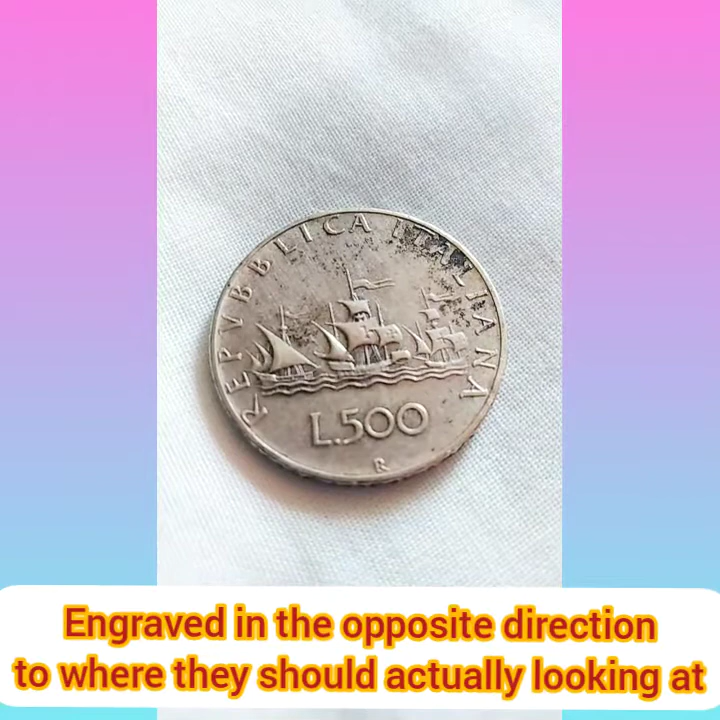 REPVBBLICA ITALIANA
L.500
R
Engraved in the opposite direction
to where they should actually looking at